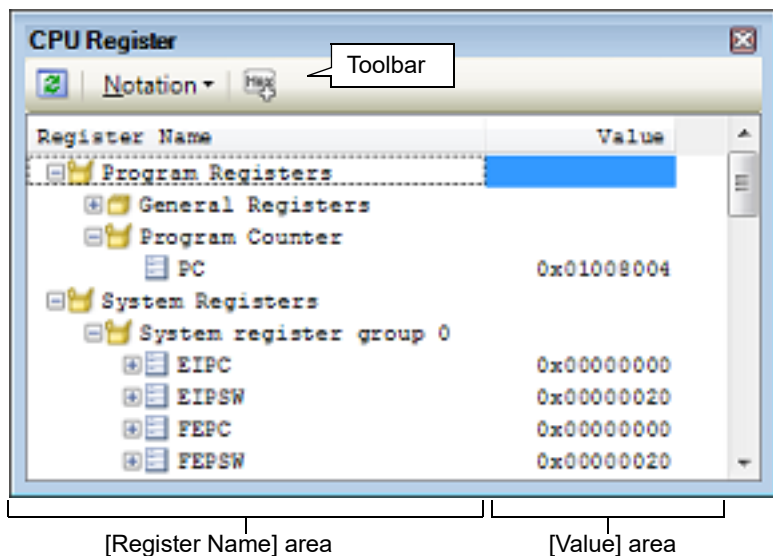 CPU Register
Toolbar
Notation
Hex
Register Name Value
Program Registers
General Registers
Program Counter
PC 0x01008004
System Registers
System register group 0
EIPC 0x00000000
EIPSW 0x00000020
FEPC 0x00000000
FEPSW 0x00000020
[Register Name] area [Value] area